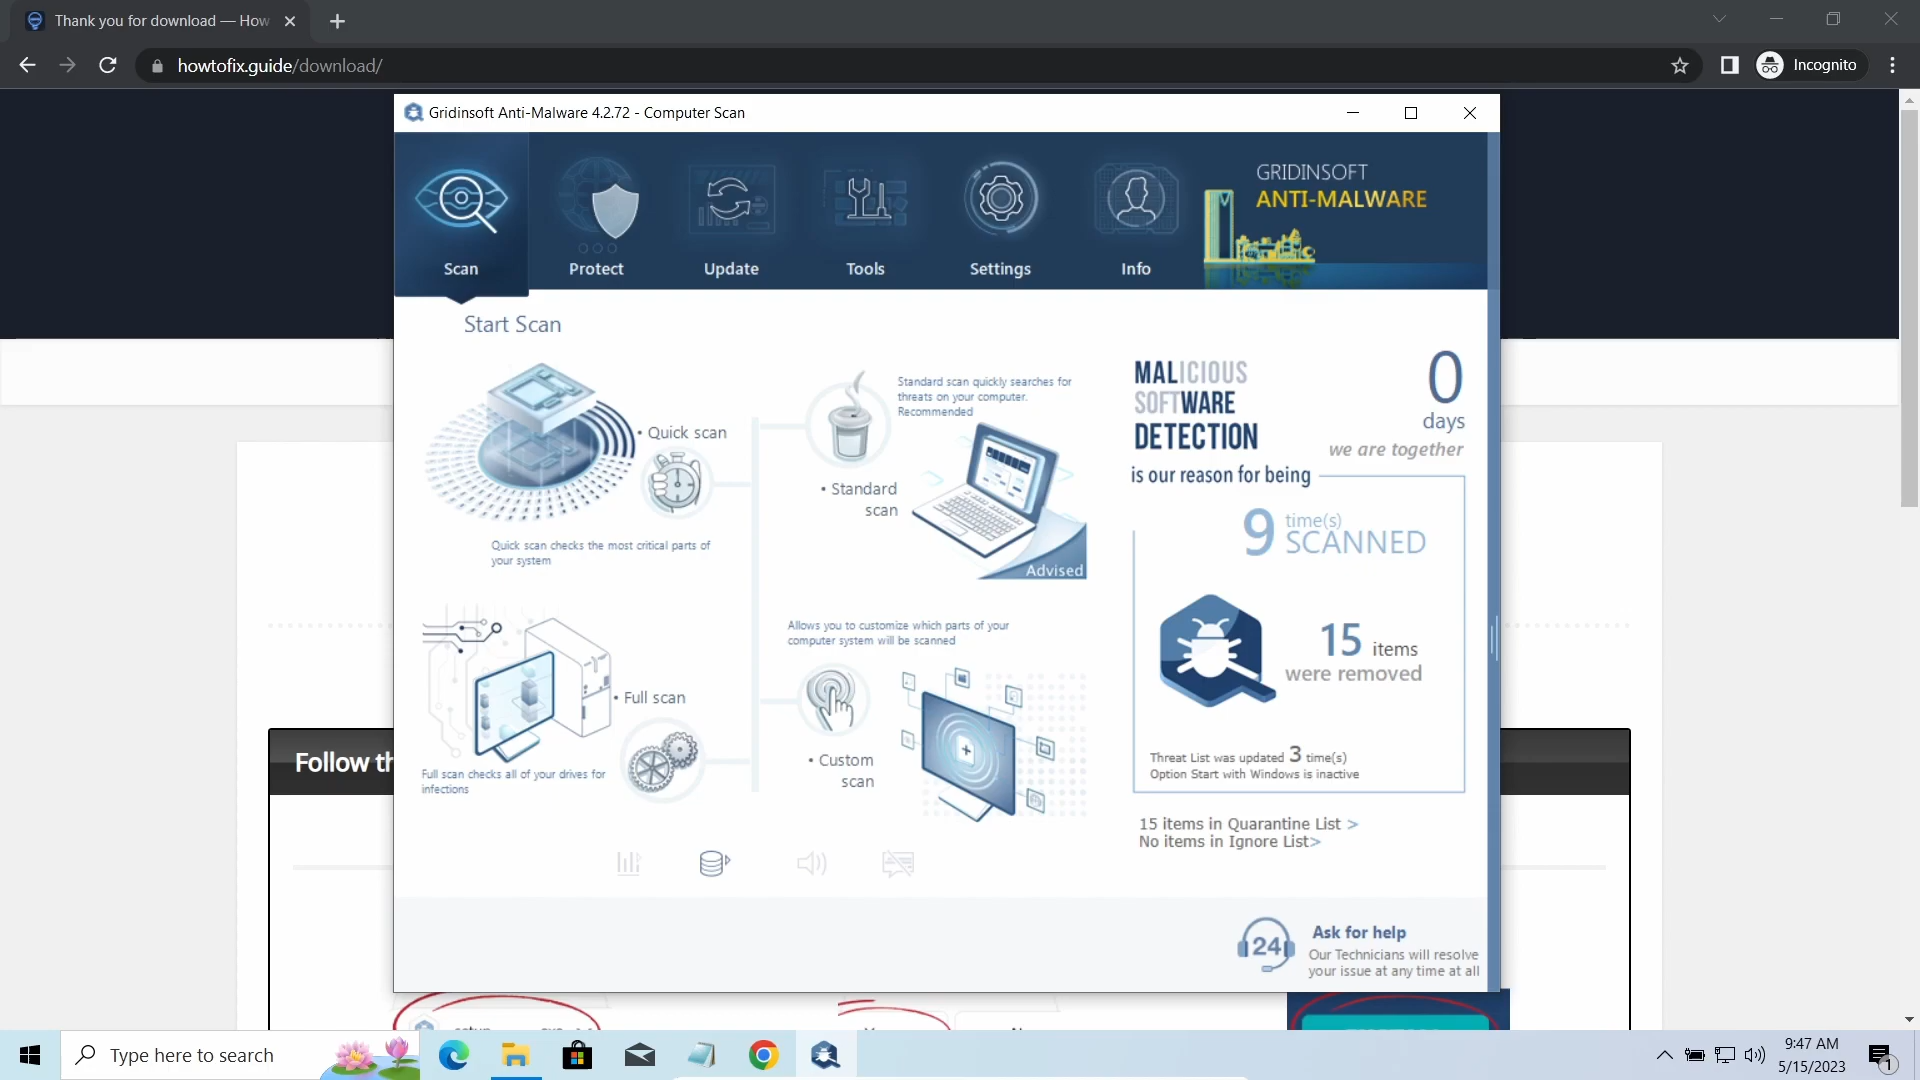 Thank you for download — How
howtofix.guide/download/
Incognito
Gridinsoft Anti-Malware 4.2.72 - Computer Scan
Scan
Protect
Update
Tools
Settings
Info
GRIDINSOFT
ANTI-MALWARE
Start Scan
• Quick scan
Quick scan checks the most critical parts of
your system
Standard scan quickly searches for
threats on your computer.
Recommended
• Standard
scan
Advised
• Full scan
Full scan checks all of your drives for
infections
Allows you to customize which parts of your
computer system will be scanned
• Custom
scan
MALICIOUS
SOFTWARE
DETECTION
is our reason for being
0
days
we are together
9 time(s)
SCANNED
15 items
were removed
Threat List was updated 3 time(s)
Option Start with Windows is inactive
15 items in Quarantine List >
No items in Ignore List>
24
Ask for help
Our Technicians will resolve
your issue at any time at all
Follow th
Type here to search
9:47 AM
5/15/2023
1